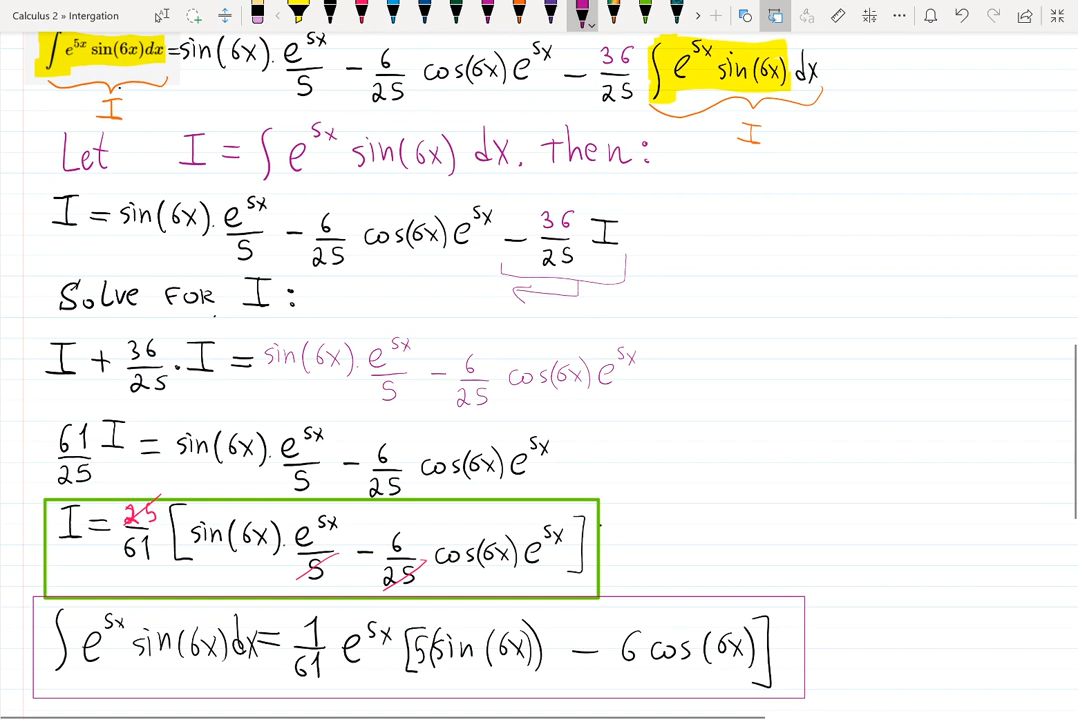 Calculus 2 » Intergation
∫ e^{5x} sin(6x)dx = sin(6x). e^{5x}/5 − 6/25 cos(6x) e^{5x} − 36/25 ∫ e^{5x} sin(6x) dx
I I
Let I = ∫ e^{5x} sin(6x) dx. Then:
I = sin(6x). e^{5x}/5 − 6/25 cos(6x) e^{5x} − 36/25 I
Solve FOR I :
I + 36/25 . I = sin(6x). e^{5x}/5 − 6/25 cos(6x) e^{5x}
61/25 I = sin(6x). e^{5x}/5 − 6/25 cos(6x) e^{5x}
I = 25/61 [ sin(6x). e^{5x}/5 − 6/25 cos(6x) e^{5x} ]
∫ e^{5x} sin(6x)dx = 1/61 e^{5x} [5(sin(6x)) − 6 cos(6x)]